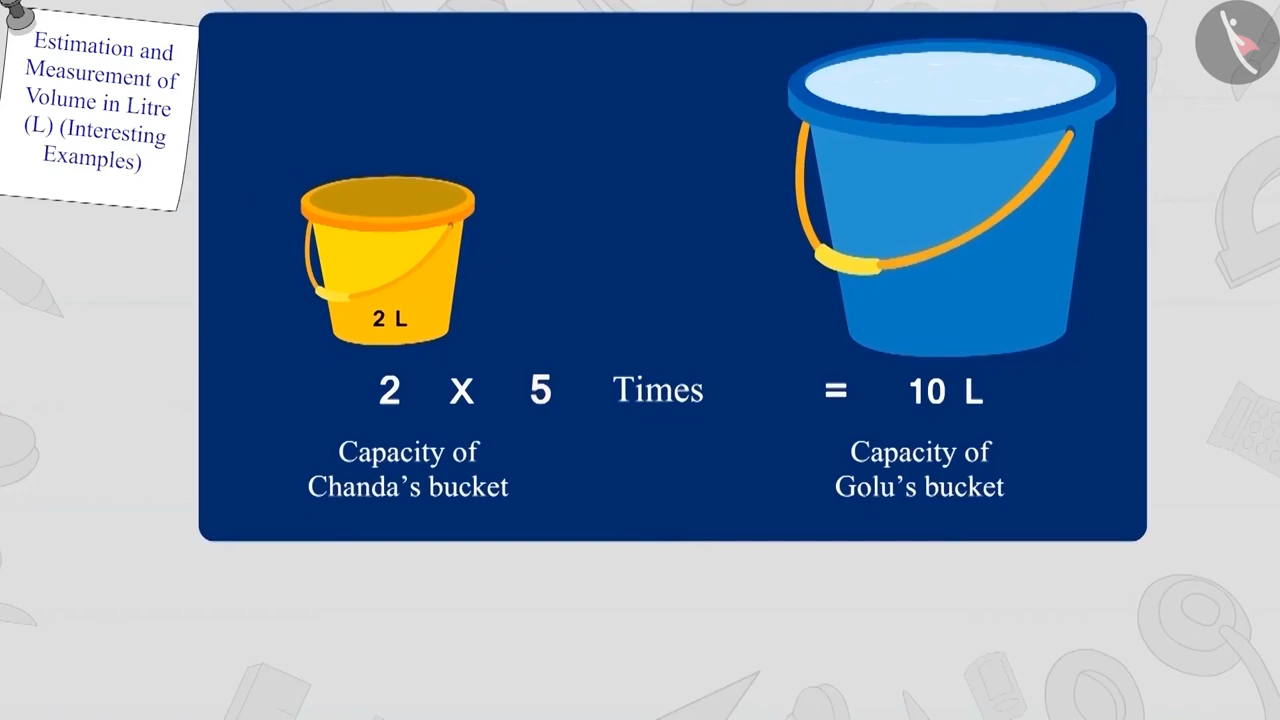 Estimation and
Measurement of
Volume in Litre
(L) (Interesting
Examples)
2 L
2 X 5 Times = 10 L
Capacity of
Chanda’s bucket
Capacity of
Golu’s bucket